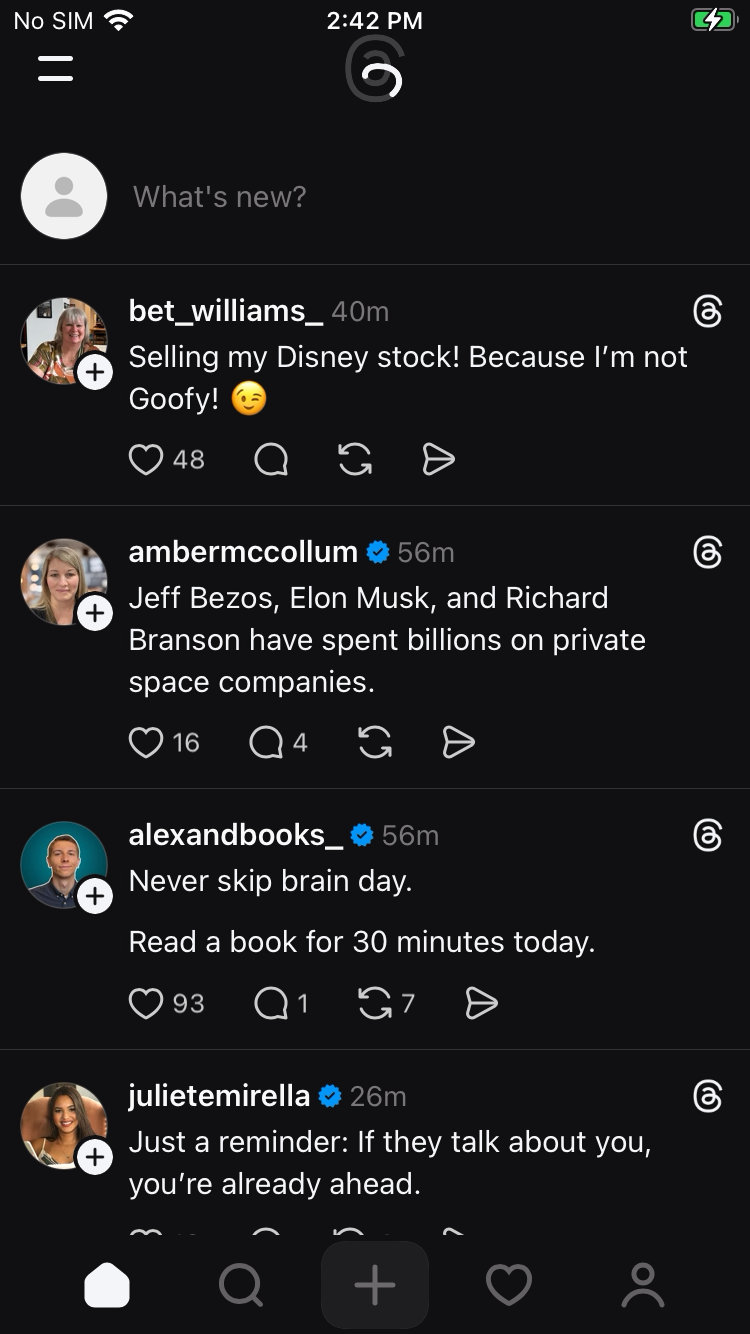 No SIM 2:42 PM
What's new?
bet_williams_ 40m
Selling my Disney stock! Because I’m not
Goofy! 😉
48
ambermccollum 56m
Jeff Bezos, Elon Musk, and Richard
Branson have spent billions on private
space companies.
16 4
alexandbooks_ 56m
Never skip brain day.
Read a book for 30 minutes today.
93 1 7
julietemirella 26m
Just a reminder: If they talk about you,
you’re already ahead.